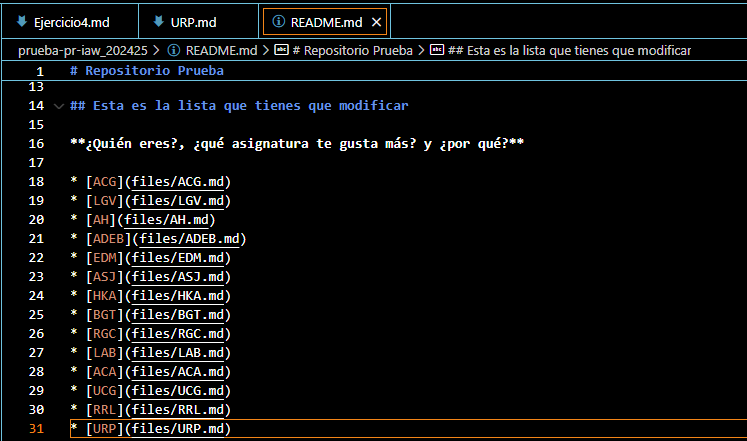 Ejercicio4.md URP.md README.md
prueba-pr-iaw_202425 > README.md > # Repositorio Prueba > ## Esta es la lista que tienes que modificar
1 # Repositorio Prueba
13
14 ## Esta es la lista que tienes que modificar
15
16 **¿Quién eres?, ¿qué asignatura te gusta más? y ¿por qué?**
17
18 * [ACG](files/ACG.md)
19 * [LGV](files/LGV.md)
20 * [AH](files/AH.md)
21 * [ADEB](files/ADEB.md)
22 * [EDM](files/EDM.md)
23 * [ASJ](files/ASJ.md)
24 * [HKA](files/HKA.md)
25 * [BGT](files/BGT.md)
26 * [RGC](files/RGC.md)
27 * [LAB](files/LAB.md)
28 * [ACA](files/ACA.md)
29 * [UCG](files/UCG.md)
30 * [RRL](files/RRL.md)
31 * [URP](files/URP.md)